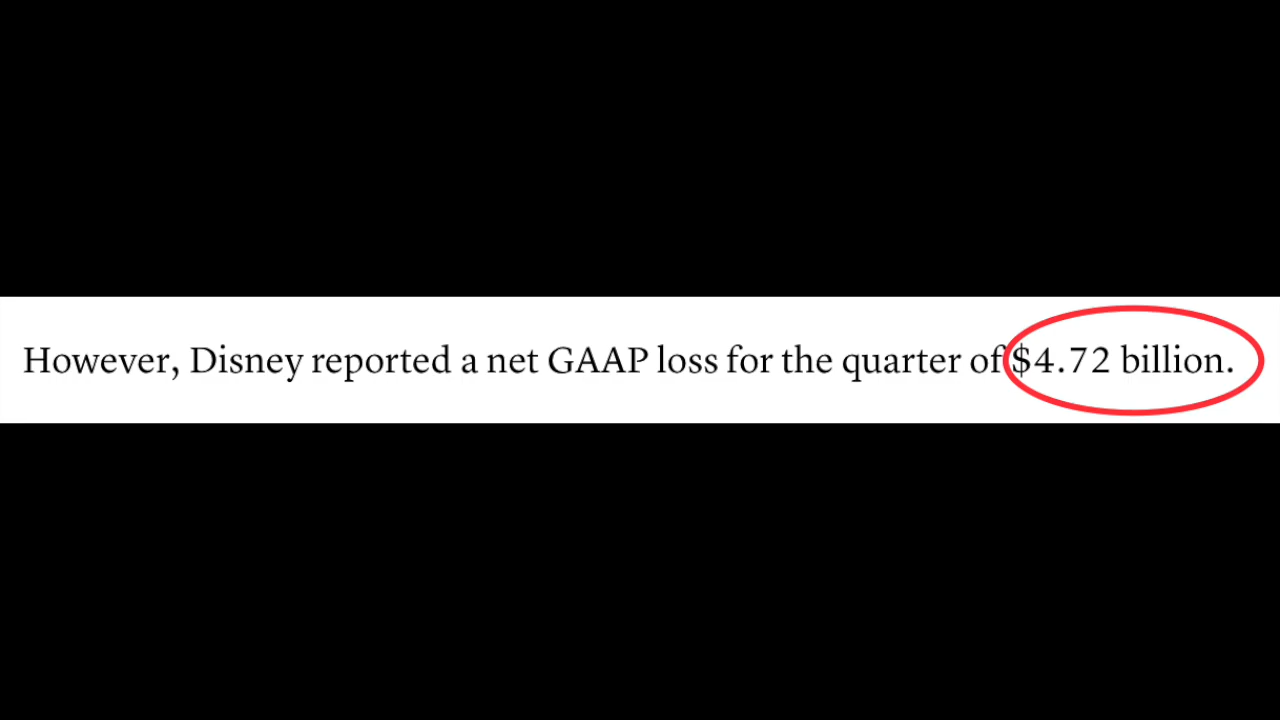 However, Disney reported a net GAAP loss for the quarter of $4.72 billion.